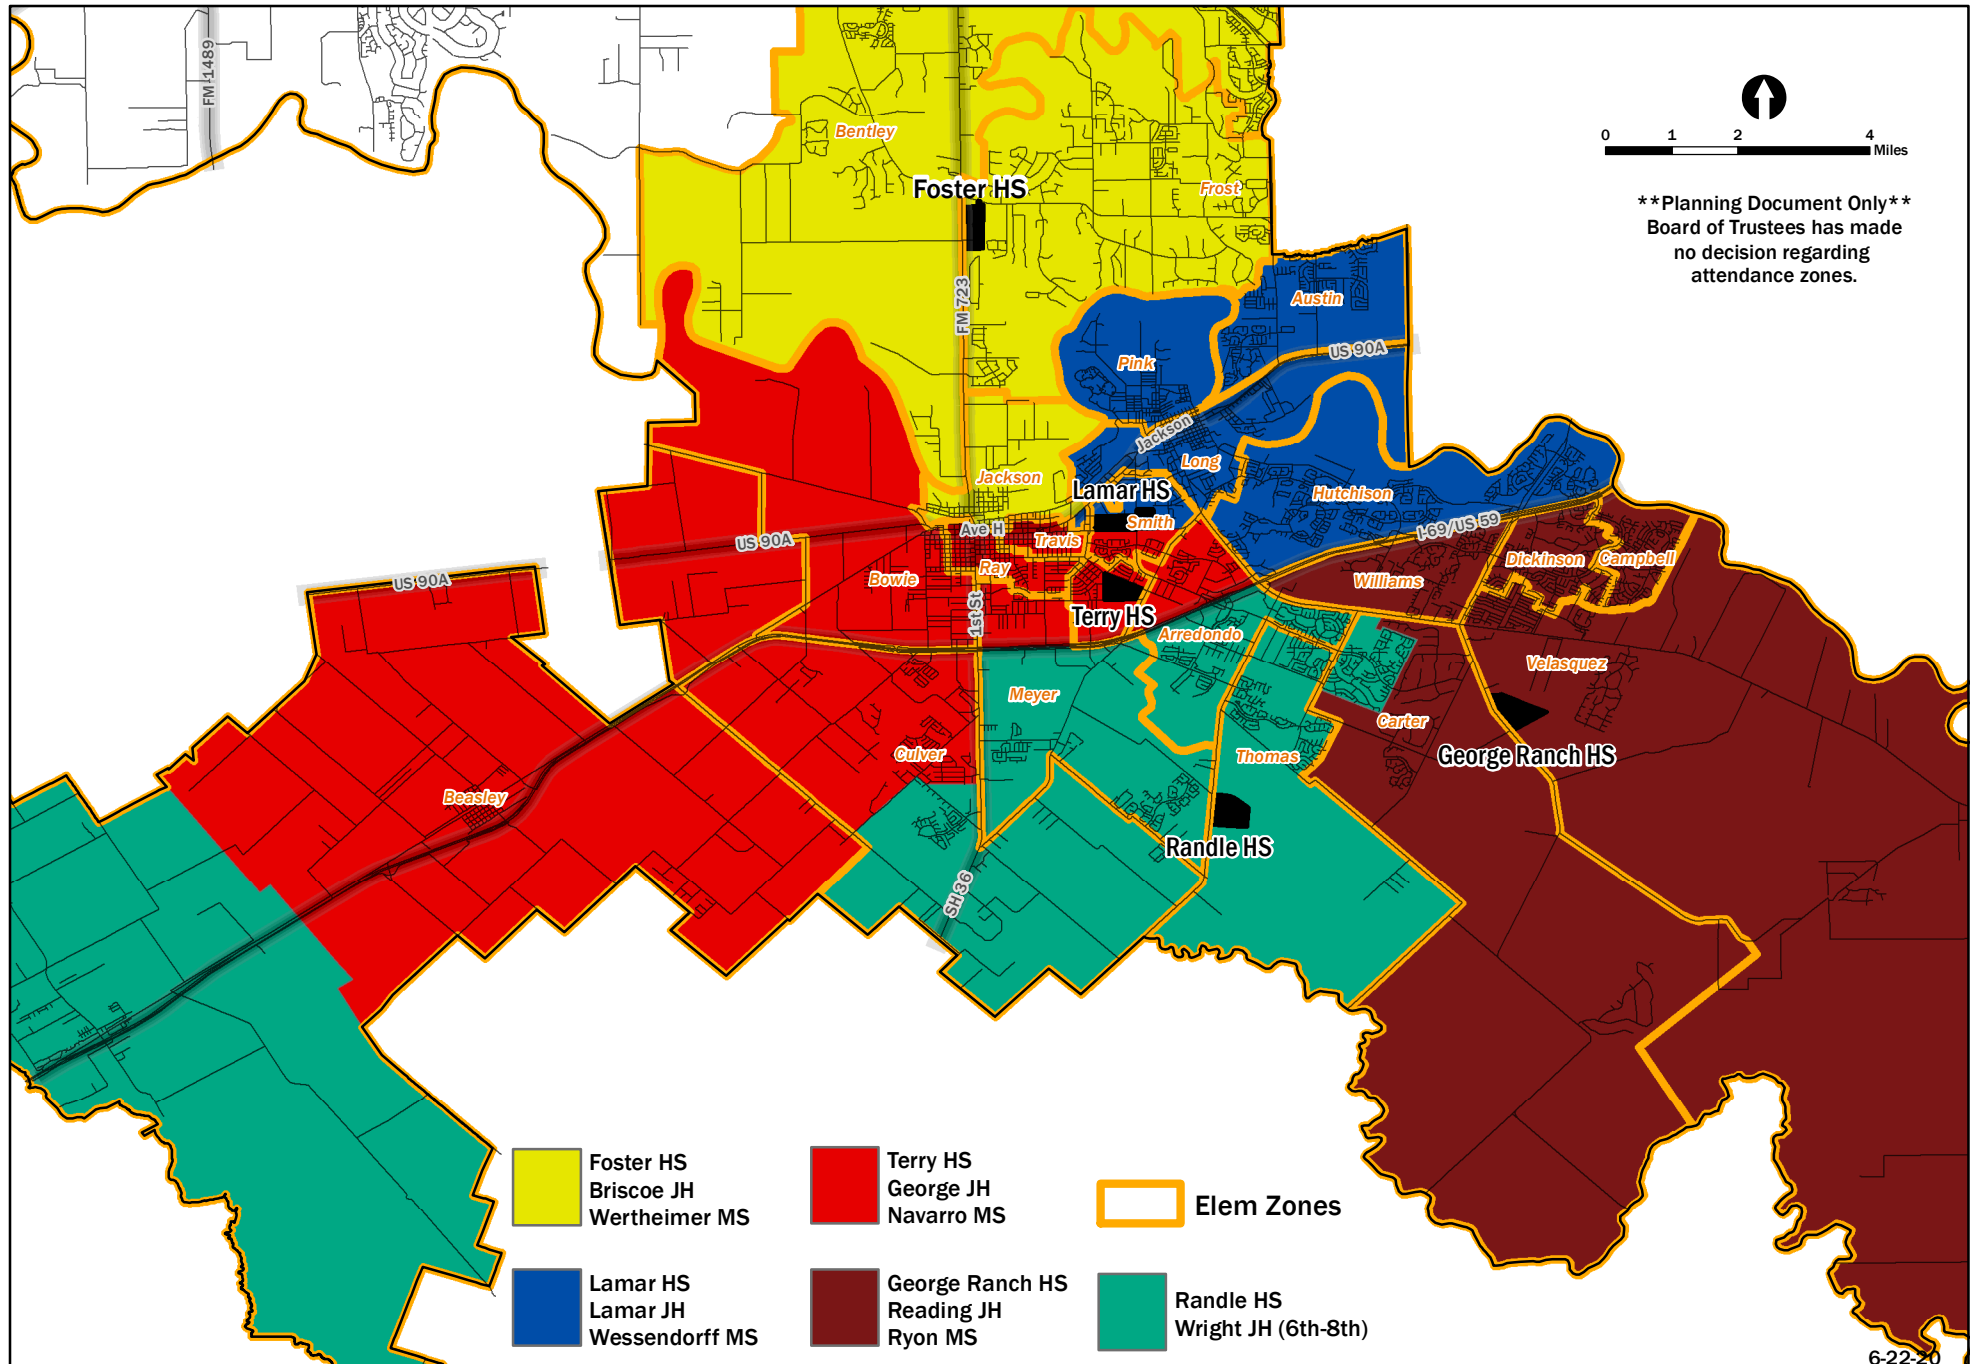 FM 1489
0 1 2 4
Miles
**Planning Document Only**
Board of Trustees has made
no decision regarding
attendance zones.
Bentley
Foster HS
Frost
FM 723
Austin
US 90A
Pink
Jackson
Long
Jackson
Lamar HS
Hutchison
Smith
I-69/US 59
Ave H
Travis
US 90A
Ray
Bowie
Dickinson
Campbell
Williams
US 90A
1st St
Terry HS
Arredondo
Velasquez
Meyer
Carter
Culver
Thomas
George Ranch HS
Beasley
Randle HS
SH 36
Foster HS
Briscoe JH
Wertheimer MS
Terry HS
George JH
Navarro MS
Elem Zones
Lamar HS
Lamar JH
Wessendorff MS
George Ranch HS
Reading JH
Ryon MS
Randle HS
Wright JH (6th-8th)
6-22-20